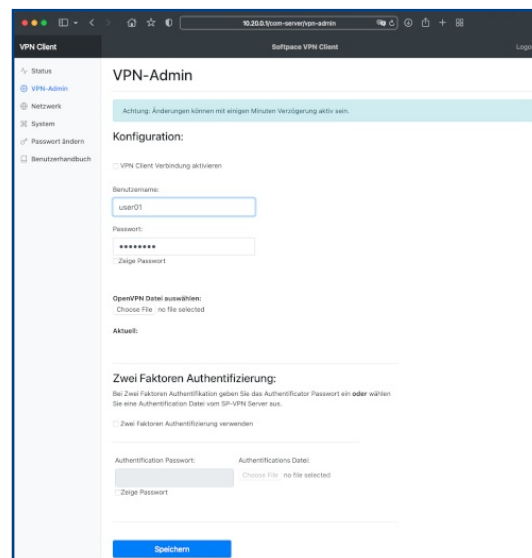 10.20.0.1/com-server/vpn-admin
VPN Client
Softpace VPN Client
Logo
Status
VPN-Admin
Netzwerk
System
Passwort ändern
Benutzerhandbuch
VPN-Admin
Achtung: Änderungen können mit einigen Minuten Verzögerung aktiv sein.
Konfiguration:
VPN Client Verbindung aktivieren
Benutzername:
user01
Passwort:
Zeige Passwort
OpenVPN Datei auswählen:
Choose File no file selected
Aktuell:
Zwei Faktoren Authentifizierung:
Bei Zwei Faktoren Authentifikation geben Sie das Authentificator Passwort ein oder wählen
Sie eine Authentification Datei vom SP-VPN Server aus.
Zwei Faktoren Authentifizierung verwenden
Authentification Passwort:
Authentifications Datei:
Choose File no file selected
Zeige Passwort
Speichern